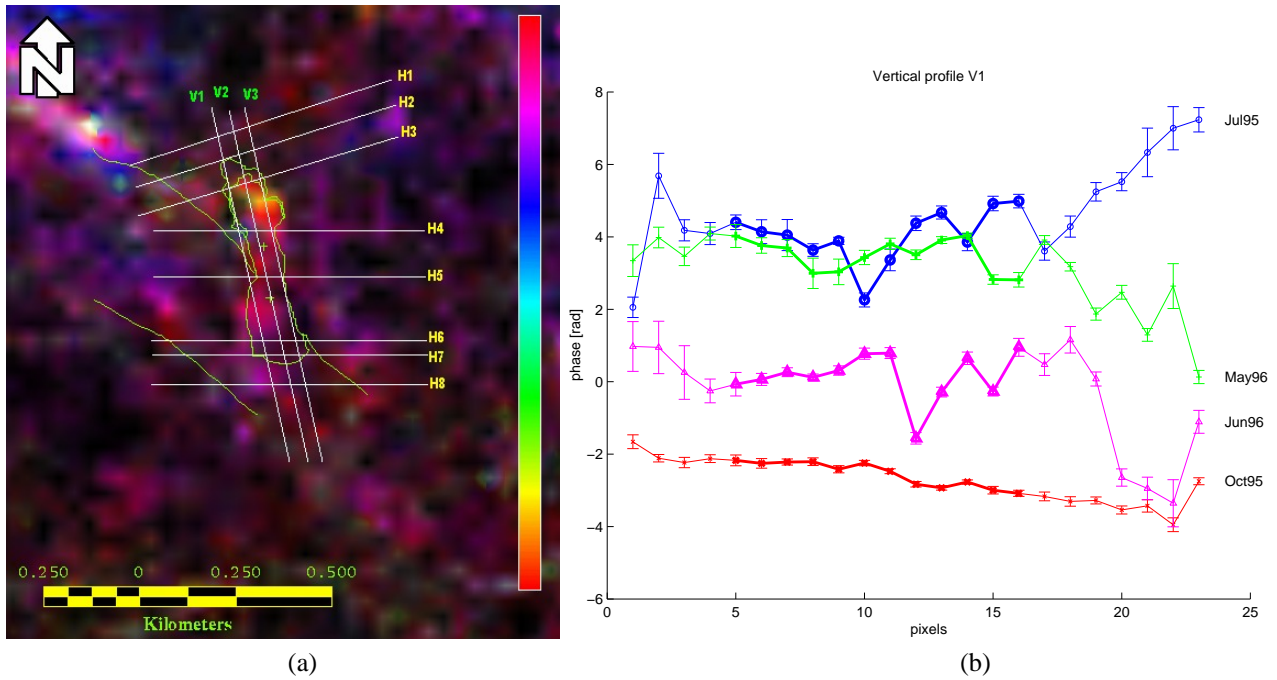 N
V1 V2 V3
H1
H2
H3
H4
H5
H6
H7
H8
0.250 0 0.250 0.500
Kilometers
(a)
Vertical profile V1
phase [rad]
8
6
4
2
0
−2
−4
−6
0 5 10 15 20 25
pixels
Jul95
May96
Jun96
Oct95
(b)